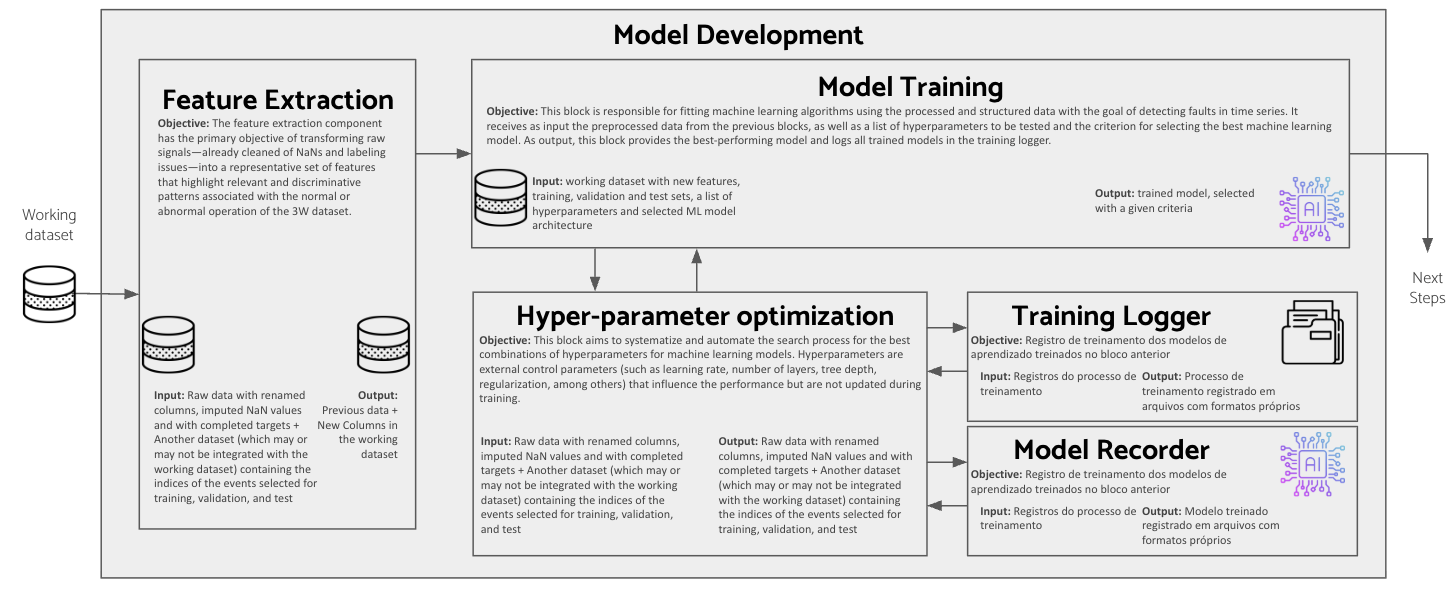 Model Development
Working
dataset
Feature Extraction
Objective: The feature extraction component
has the primary objective of transforming raw
signals—already cleaned of NaNs and labeling
issues—into a representative set of features
that highlight relevant and discriminative
patterns associated with the normal or
abnormal operation of the 3W dataset.
Input: Raw data with renamed
columns, imputed NaN values
and with completed targets +
Another dataset (which may or
may not be integrated with the
working dataset) containing the
indices of the events selected for
training, validation, and test
Output:
Previous data +
New Columns in
the working
dataset
Model Training
Objective: This block is responsible for fitting machine learning algorithms using the processed and structured data with the goal of detecting faults in time series. It
receives as input the preprocessed data from the previous blocks, as well as a list of hyperparameters to be tested and the criterion for selecting the best machine learning
model. As output, this block provides the best-performing model and logs all trained models in the training logger.
Input: working dataset with new features,
training, validation and test sets, a list of
hyperparameters and selected ML model
architecture
Output: trained model, selected
with a given criteria
AI
Next
Steps
Hyper-parameter optimization
Objective: This block aims to systematize and automate the search process for the best
combinations of hyperparameters for machine learning models. Hyperparameters are
external control parameters (such as learning rate, number of layers, tree depth,
regularization, among others) that influence the performance but are not updated during
training.
Input: Raw data with renamed columns,
imputed NaN values and with completed
targets + Another dataset (which may or
may not be integrated with the working
dataset) containing the indices of the
events selected for training, validation,
and test
Output: Raw data with renamed
columns, imputed NaN values and with
completed targets + Another dataset
(which may or may not be integrated
with the working dataset) containing
the indices of the events selected for
training, validation, and test
Training Logger
Objective: Registro de treinamento dos modelos de
aprendizado treinados no bloco anterior
Input: Registros do processo de
treinamento
Output: Processo de
treinamento registrado em
arquivos com formatos próprios
Model Recorder
AI
Objective: Registro de treinamento dos modelos de
aprendizado treinados no bloco anterior
Input: Registros do processo de
treinamento
Output: Modelo treinado
registrado em arquivos com
formatos próprios